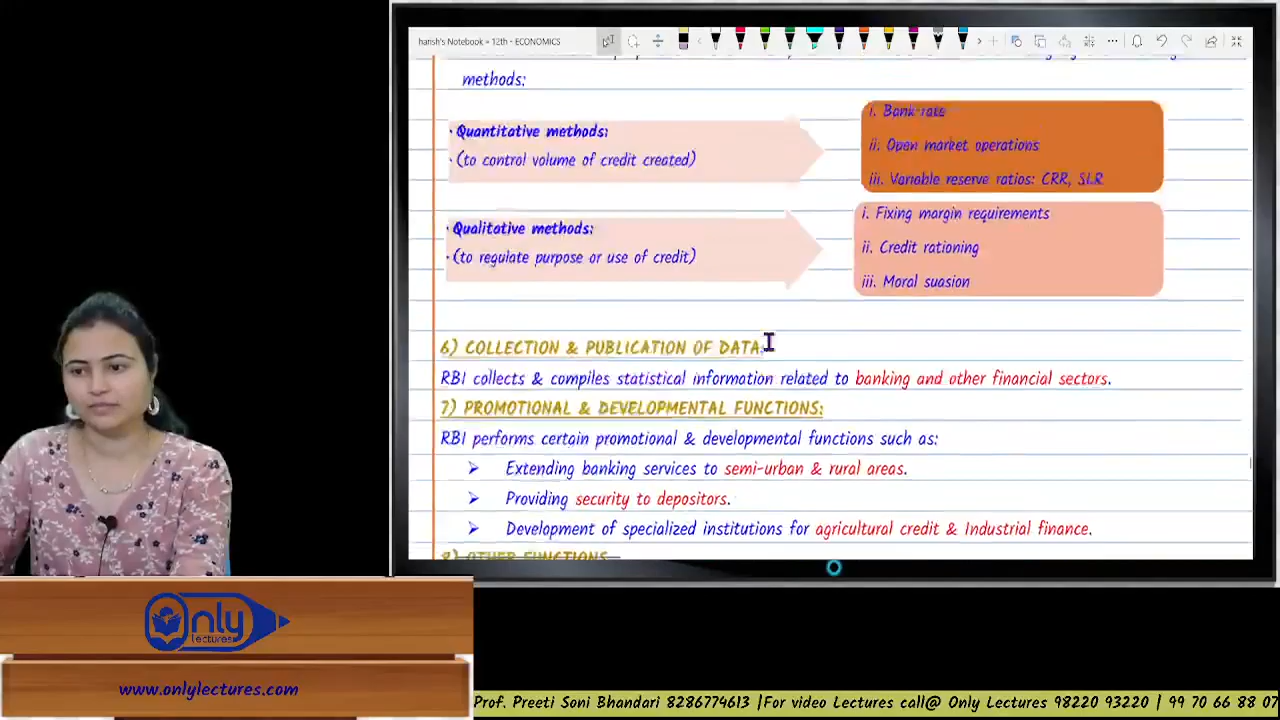 harish's Notebook » 12th - ECONOMICS
methods:
Quantitative methods:
(to control volume of credit created)
i. Bank-rate
ii. Open market operations
iii. Variable reserve ratios: CRR, SLR
Qualitative methods:
(to regulate purpose or use of credit)
i. Fixing margin requirements
ii. Credit rationing
iii. Moral suasion
6) COLLECTION & PUBLICATION OF DATA:
RBI collects & compiles statistical information related to banking and other financial sectors.
7) PROMOTIONAL & DEVELOPMENTAL FUNCTIONS:
RBI performs certain promotional & developmental functions such as:
➢ Extending banking services to semi-urban & rural areas.
➢ Providing security to depositors.
➢ Development of specialized institutions for agricultural credit & Industrial finance.
8) OTHER FUNCTIONS
Only
lectures
www.onlylectures.com
Prof. Preeti Soni Bhandari 8286774613 |For video Lectures call@ Only Lectures 98220 93220 | 99 70 66 88 07